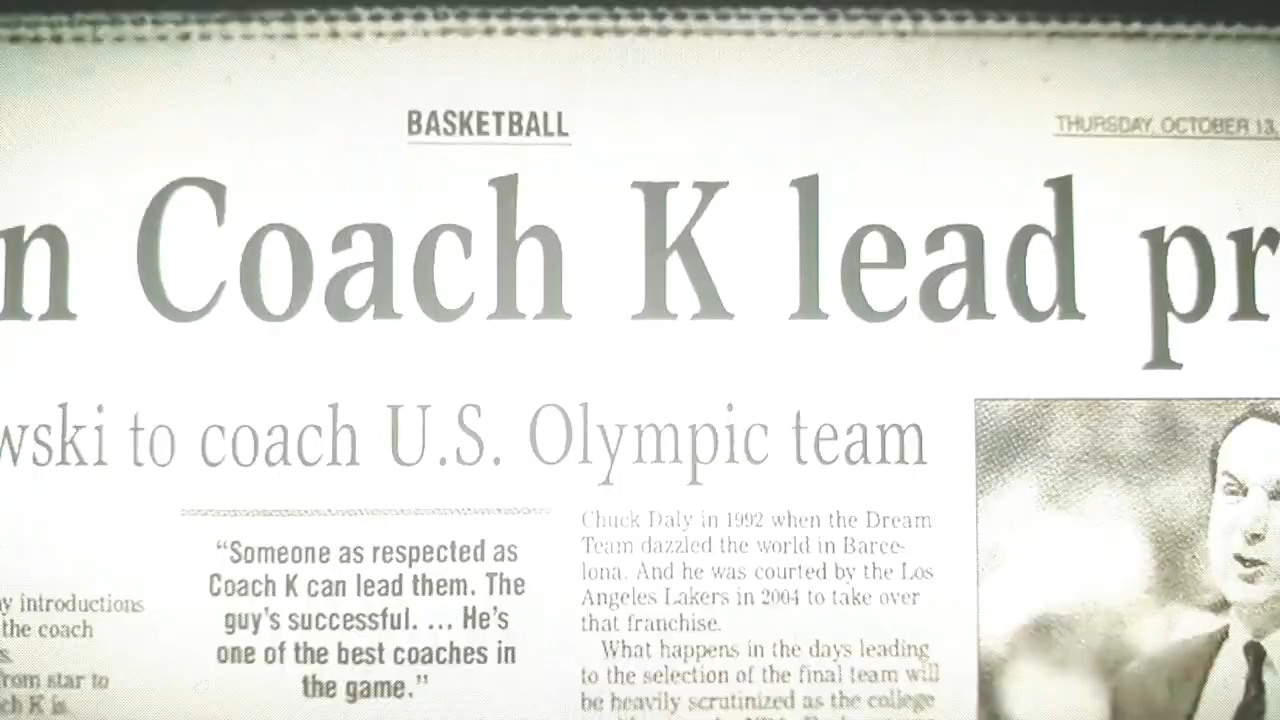 BASKETBALL
THURSDAY, OCTOBER 13,
n Coach K lead pr
wski to coach U.S. Olympic team
y introductions
the coach
s.
rom star to
ch K is
“Someone as respected as
Coach K can lead them. The
guy’s successful. ... He’s
one of the best coaches in
the game.”
Chuck Daly in 1992 when the Dream
Team dazzled the world in Barce-
lona. And he was courted by the Los
Angeles Lakers in 2004 to take over
that franchise.
What happens in the days leading
to the selection of the final team will
be heavily scrutinized as the college